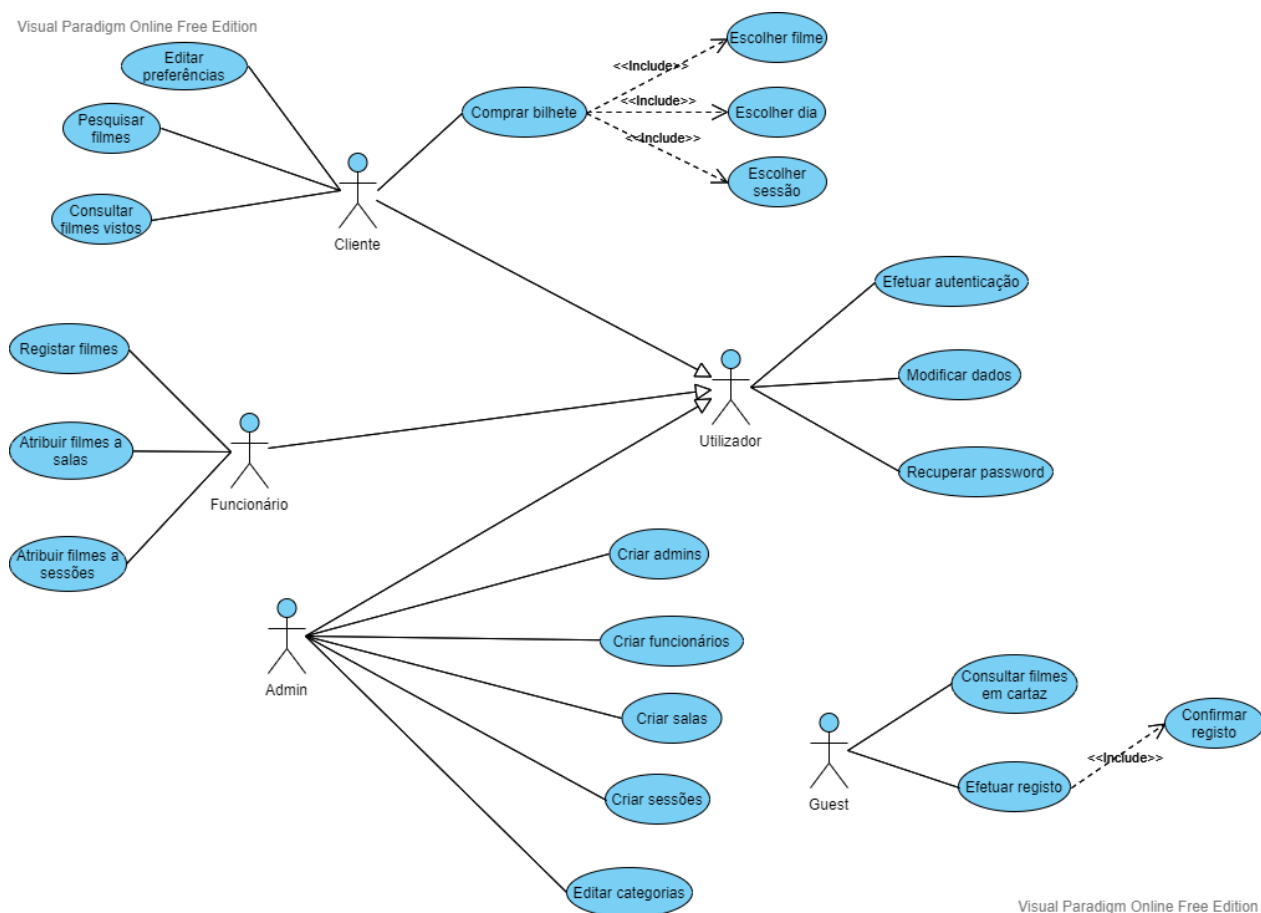 Visual Paradigm Online Free Edition
Editar
preferências
Pesquisar
filmes
Consultar
filmes vistos
Cliente
Comprar bilhete
<<Include>>
<<Include>>
<<Include>>
Escolher filme
Escolher dia
Escolher
sessão
Registar filmes
Atribuir filmes a
salas
Atribuir filmes a
sessões
Funcionário
Utilizador
Efetuar autenticação
Modificar dados
Recuperar password
Admin
Criar admins
Criar funcionários
Criar salas
Criar sessões
Editar categorias
Guest
Consultar filmes
em cartaz
Efetuar registo
<<Include>>
Confirmar
registo
Visual Paradigm Online Free Edition